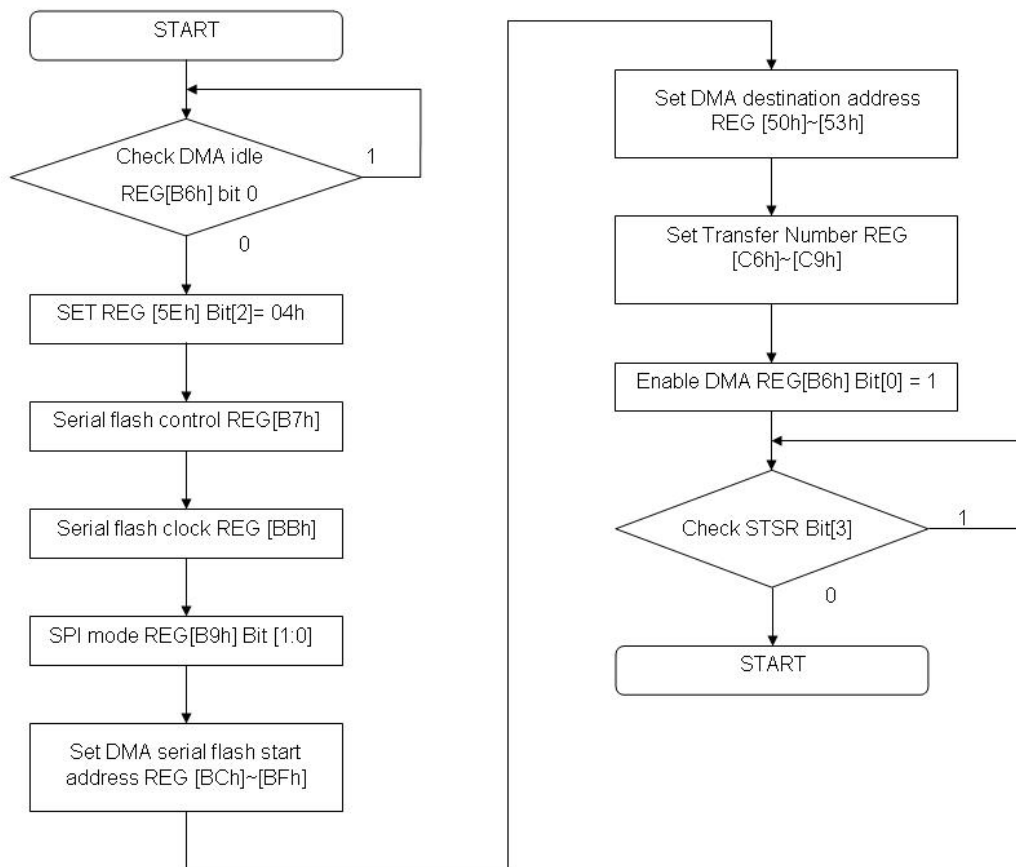 START
Check DMA idle
REG[B6h] bit 0
1
0
SET REG [5Eh] Bit[2]= 04h
Serial flash control REG[B7h]
Serial flash clock REG [BBh]
SPI mode REG[B9h] Bit [1:0]
Set DMA serial flash start
address REG [BCh]~[BFh]
Set DMA destination address
REG [50h]~[53h]
Set Transfer Number REG
[C6h]~[C9h]
Enable DMA REG[B6h] Bit[0] = 1
Check STSR Bit[3]
1
0
START